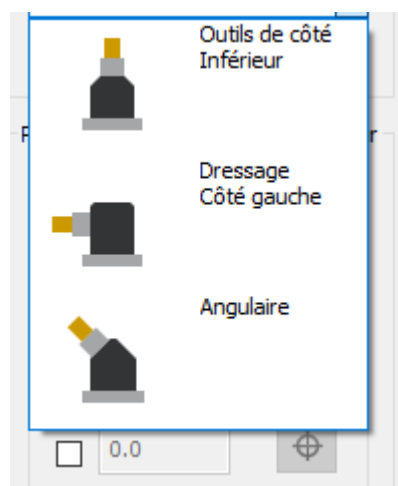 Outils de côté
Inférieur
Dressage
Côté gauche
Angulaire
0.0